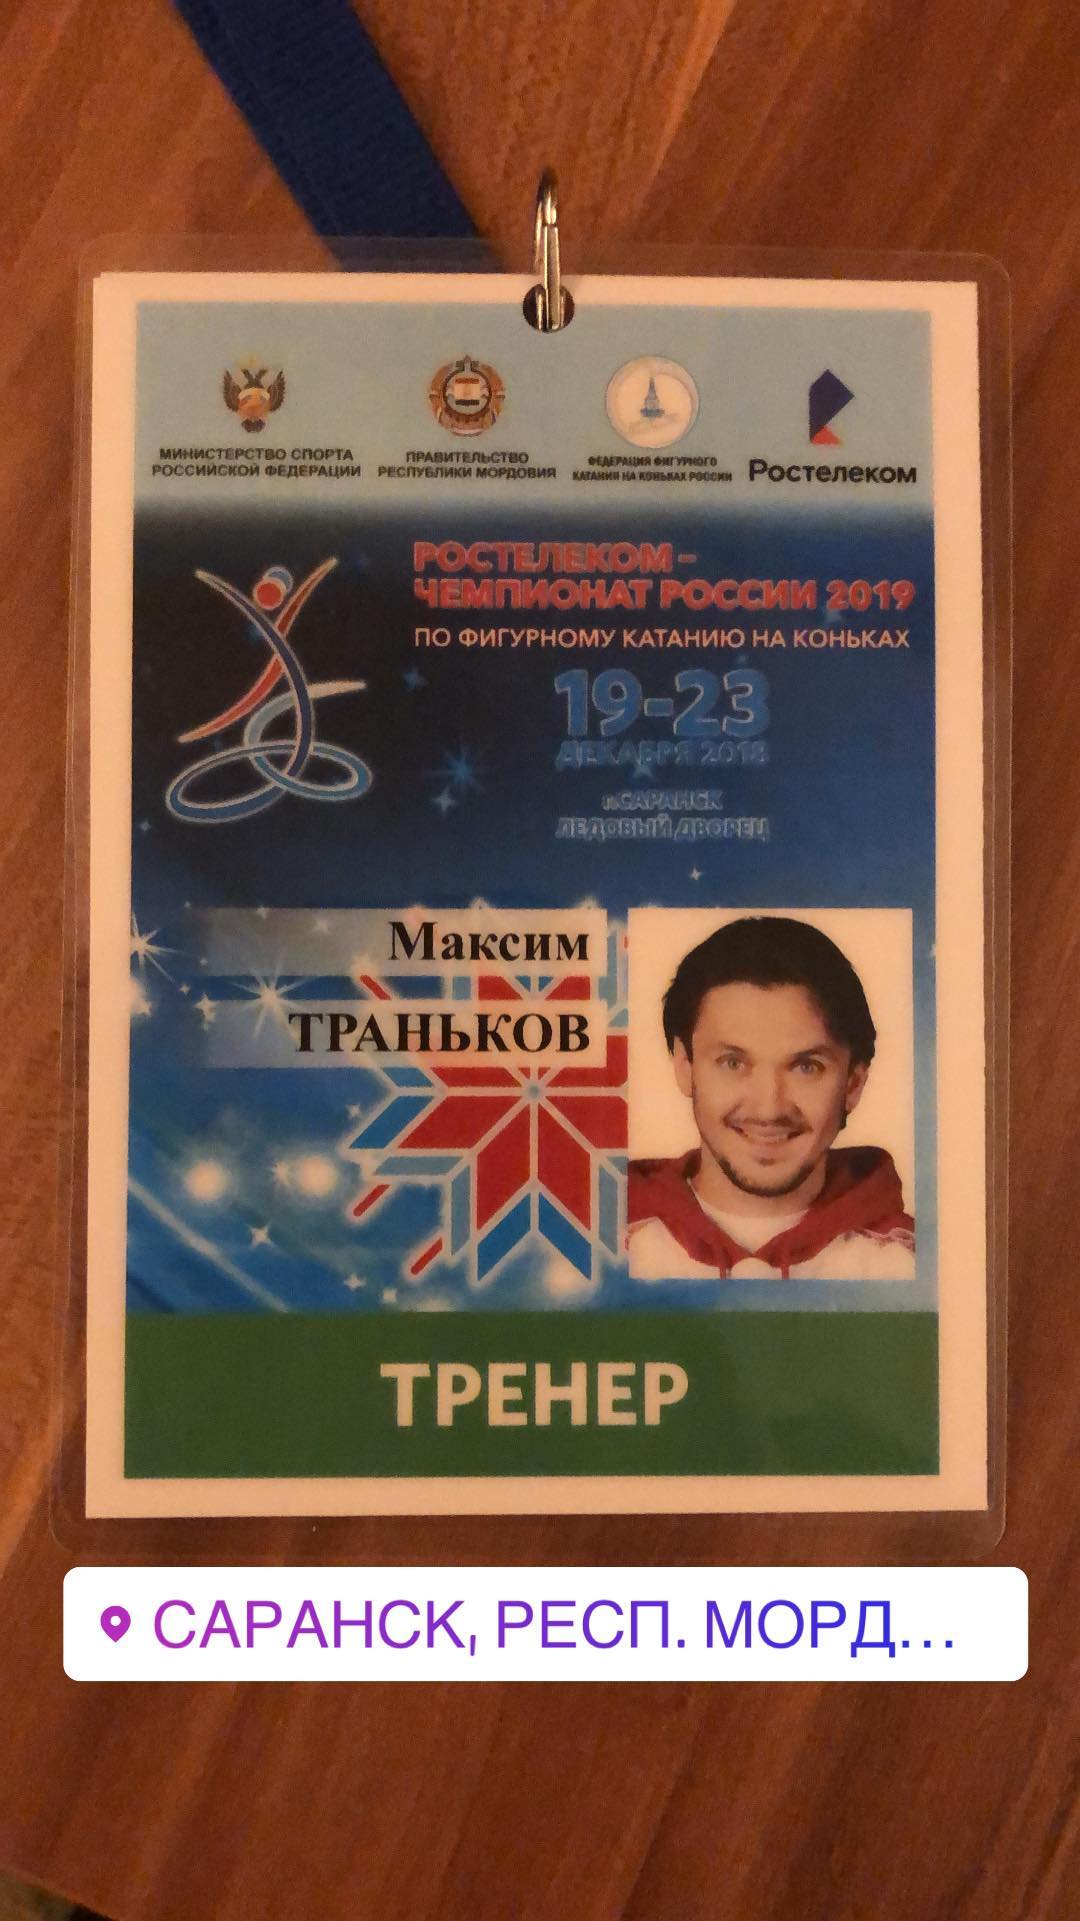 МИНИСТЕРСТВО СПОРТА
РОССИЙСКОЙ ФЕДЕРАЦИИ
ПРАВИТЕЛЬСТВО
РЕСПУБЛИКИ МОРДОВИЯ
ФЕДЕРАЦИЯ ФИГУРНОГО
КАТАНИЯ НА КОНЬКАХ РОССИИ
Ростелеком
РОСТЕЛЕКОМ –
ЧЕМПИОНАТ РОССИИ 2019
ПО ФИГУРНОМУ КАТАНИЮ НА КОНЬКАХ
19-23
ДЕКАБРЯ 2018
г.САРАНСК
ЛЕДОВЫЙ ДВОРЕЦ
Максим
ТРАНЬКОВ
ТРЕНЕР
САРАНСК, РЕСП. МОРД...